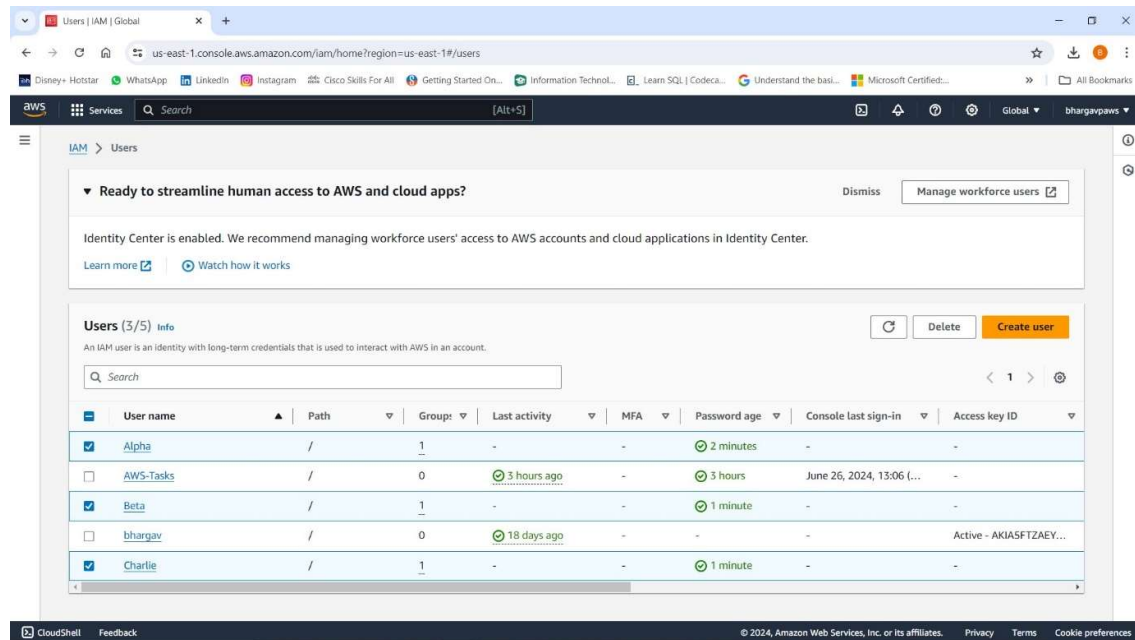 Users | IAM | Global
us-east-1.console.aws.amazon.com/iam/home?region=us-east-1#/users
Disney+ Hotstar WhatsApp LinkedIn Instagram Cisco Skills For All Getting Started On... Information Technol... Learn SQL | Codeca... Understand the basi... Microsoft Certified:... » All Bookmarks
aws Services Search [Alt+S] Global bhargavpaws
IAM > Users
Ready to streamline human access to AWS and cloud apps? Dismiss Manage workforce users
Identity Center is enabled. We recommend managing workforce users' access to AWS accounts and cloud applications in Identity Center.
Learn more Watch how it works
Users (3/5) Info Delete Create user
An IAM user is an identity with long-term credentials that is used to interact with AWS in an account.
Search < 1 >
User name Path Group: Last activity MFA Password age Console last sign-in Access key ID
Alpha / 1 - - 2 minutes - -
AWS-Tasks / 0 3 hours ago - 3 hours June 26, 2024, 13:06 (... -
Beta / 1 - - 1 minute - -
bhargav / 0 18 days ago - - - Active - AKIA5FTZAEY...
Charlie / 1 - - 1 minute - -
CloudShell Feedback © 2024, Amazon Web Services, Inc. or its affiliates. Privacy Terms Cookie preferences